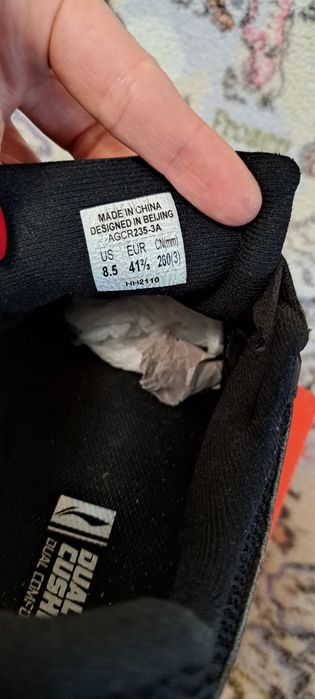 MADE IN CHINA
DESIGNED IN BEIJING
AGCR235-3A
US EUR CN(mm)
8.5 41⅔ 260(3)
HH2110
DUAL
CUSH
DUAL COMF